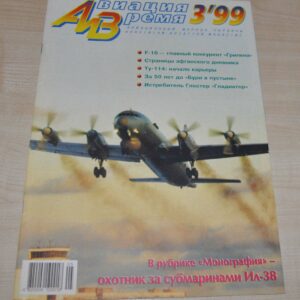 Авиация
и
Время
3'99
• F-16 — главный конкурент «Грипена»
• Страницы афганского дневника
• Ту-114: начало карьеры
• За 50 лет до «Бури в пустыне»
• Истребитель Глостер «Гладиатор»
В рубрике «Монография» –
охотник за субмаринами Ил-38